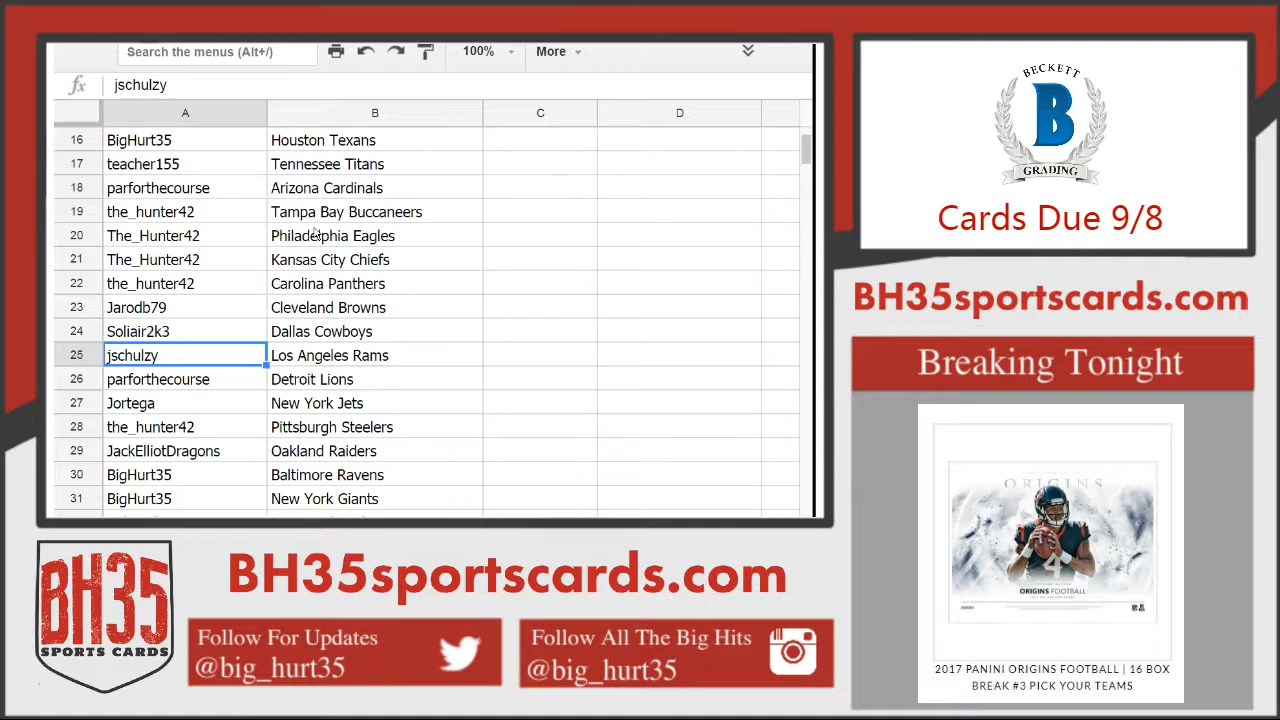 Search the menus (Alt+/)
100%
More
fx
jschulzy
A
B
C
D
16 BigHurt35 Houston Texans
17 teacher155 Tennessee Titans
18 parforthecourse Arizona Cardinals
19 the_hunter42 Tampa Bay Buccaneers
20 The_Hunter42 Philadelphia Eagles
21 The_Hunter42 Kansas City Chiefs
22 the_hunter42 Carolina Panthers
23 Jarodb79 Cleveland Browns
24 Soliair2k3 Dallas Cowboys
25 jschulzy Los Angeles Rams
26 parforthecourse Detroit Lions
27 Jortega New York Jets
28 the_hunter42 Pittsburgh Steelers
29 JackElliotDragons Oakland Raiders
30 BigHurt35 Baltimore Ravens
31 BigHurt35 New York Giants
BECKETT
B
GRADING
Cards Due 9/8
BH35sportscards.com
Breaking Tonight
ORIGINS
4
ORIGINS FOOTBALL
2017 PANINI ORIGINS FOOTBALL | 16 BOX
BREAK #3 PICK YOUR TEAMS
BH35
SPORTS CARDS
BH35sportscards.com
Follow For Updates
@big_hurt35
Follow All The Big Hits
@big_hurt35